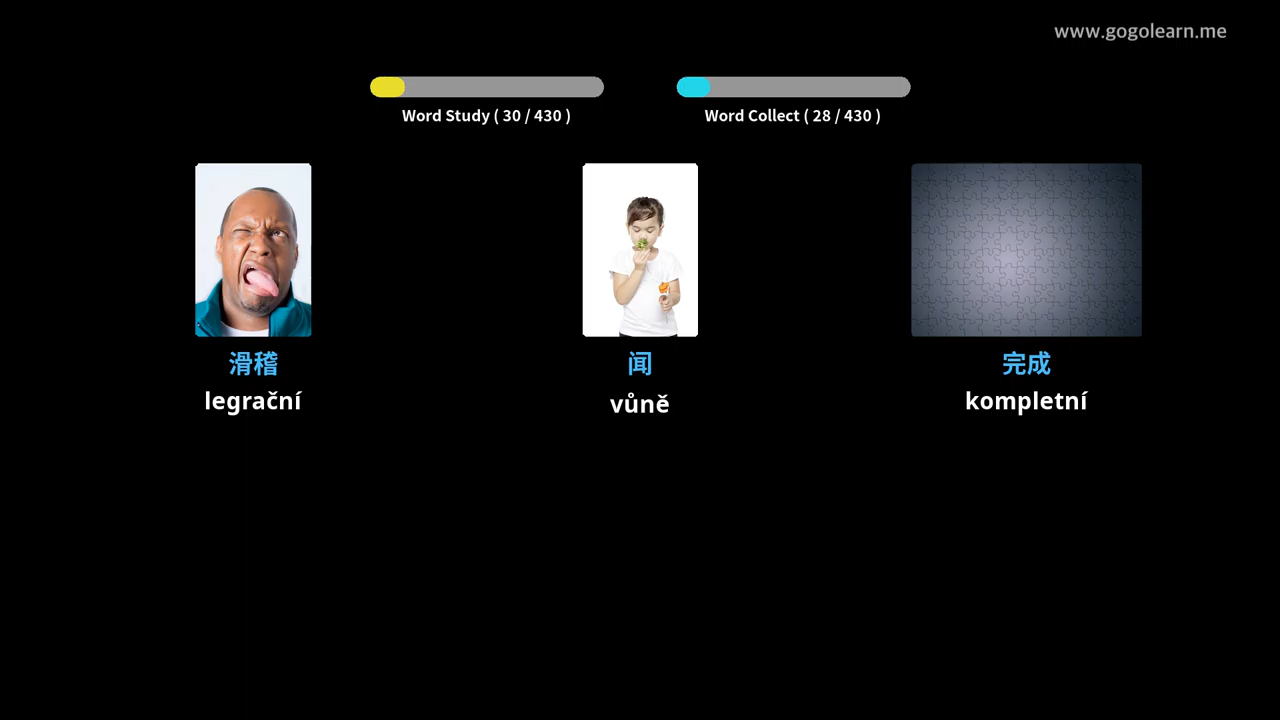 www.gogolearn.me
Word Study ( 30 / 430 )
Word Collect ( 28 / 430 )
滑稽
legrační
闻
vůně
完成
kompletní